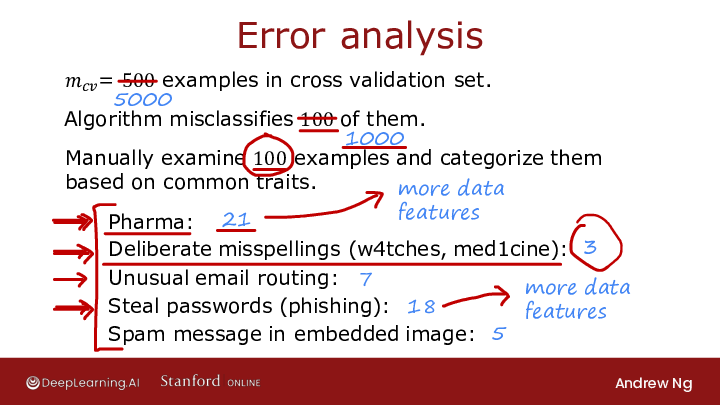 Error analysis
m_cv = 500 examples in cross validation set.
5000
Algorithm misclassifies 100 of them.
1000
Manually examine 100 examples and categorize them
based on common traits.
more data
features
Pharma: 21
Deliberate misspellings (w4tches, med1cine): 3
Unusual email routing: 7
more data
features
Steal passwords (phishing): 18
Spam message in embedded image: 5
DeepLearning.AI Stanford ONLINE Andrew Ng